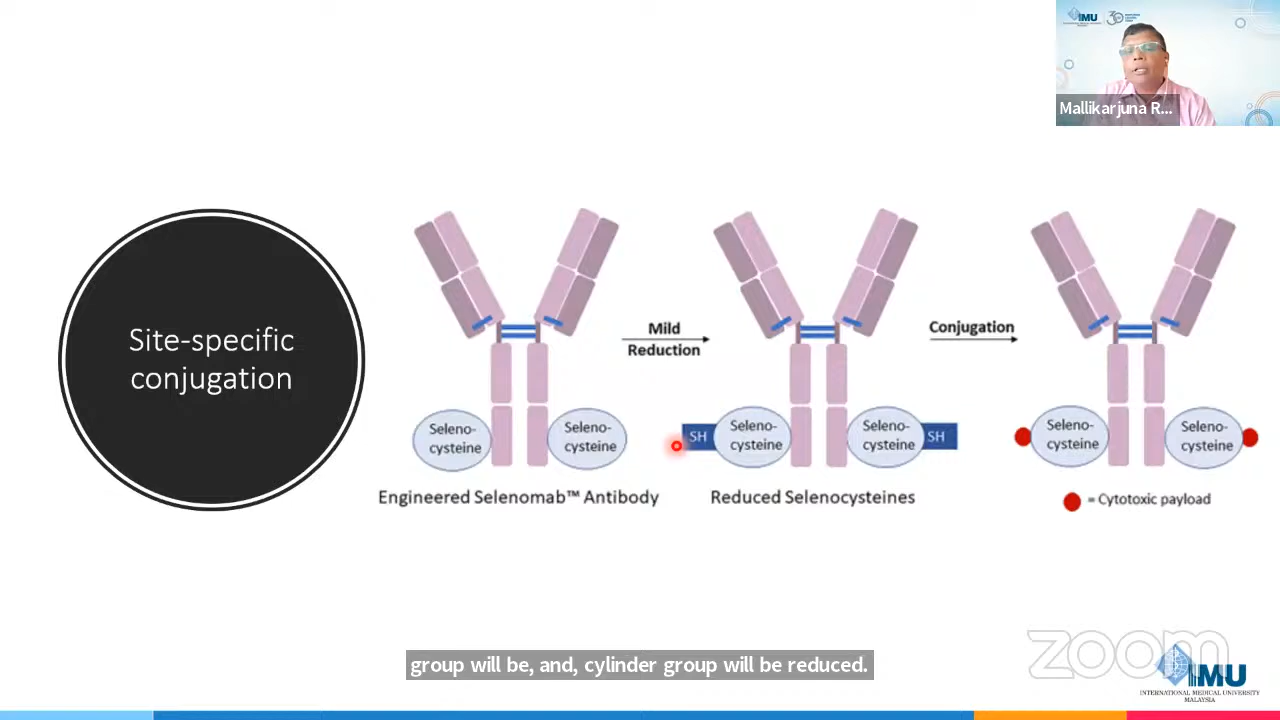 IMU
Mallikarjuna R...
Site-specific
conjugation
Mild
Reduction
Conjugation
Seleno-
cysteine
Seleno-
cysteine
SH
Seleno-
cysteine
Seleno-
cysteine
SH
Seleno-
cysteine
Seleno-
cysteine
Engineered Selenomab™ Antibody
Reduced Selenocysteines
= Cytotoxic payload
group will be, and, cylinder group will be reduced.
zoom
IMU
INTERNATIONAL MEDICAL UNIVERSITY
MALAYSIA